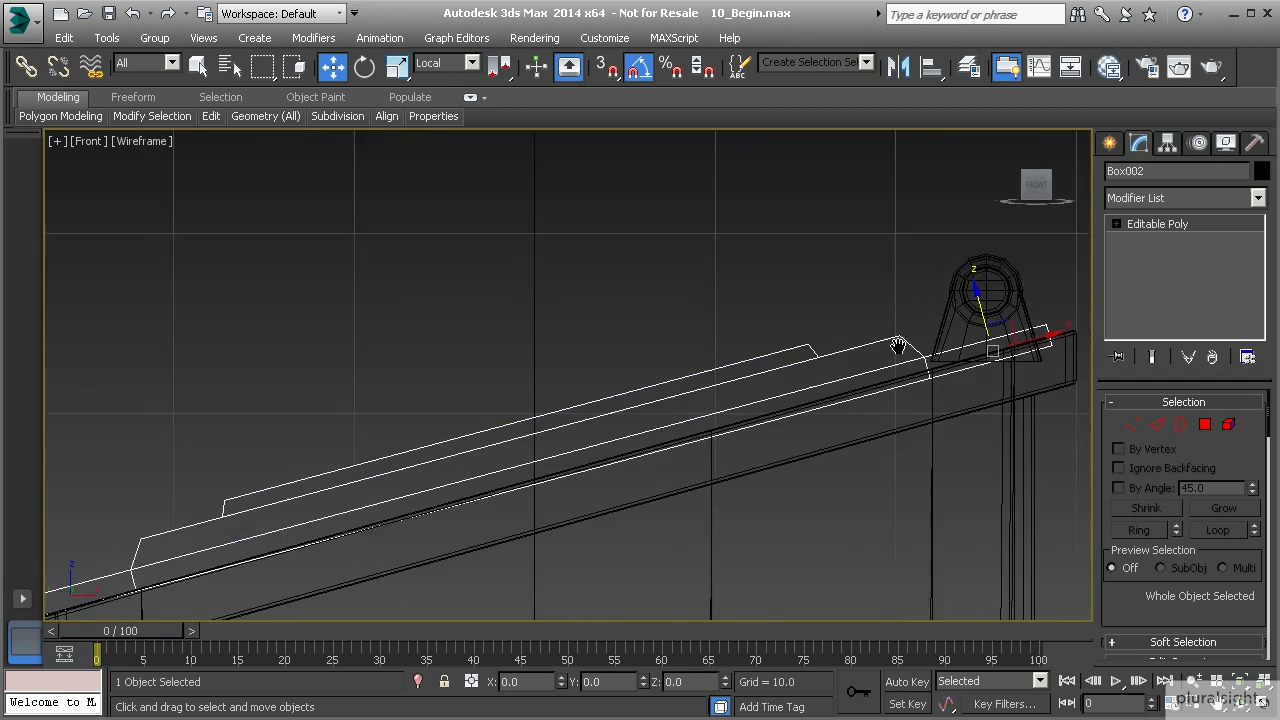 Workspace: Default
Autodesk 3ds Max 2014 x64 - Not for Resale 10_Begin.max
Type a keyword or phrase
Edit Tools Group Views Create Modifiers Animation Graph Editors Rendering Customize MAXScript Help
All
Local
3
Create Selection Se
Modeling Freeform Selection Object Paint Populate
Polygon Modeling Modify Selection Edit Geometry (All) Subdivision Align Properties
[+] [Front] [Wireframe]
FRONT
z
x
z
Box002
Modifier List
Editable Poly
- Selection
By Vertex
Ignore Backfacing
By Angle: 45.0
Shrink Grow
Ring Loop
Preview Selection
Off SubObj Multi
Whole Object Selected
+ Soft Selection
< 0 / 100 >
0 5 10 15 20 25 30 35 40 45 50 55 60 65 70 75 80 85 90 95 100
1 Object Selected X: 0.0 Y: 0.0 Z: 0.0 Grid = 10.0 Auto Key Selected
Welcome to M Click and drag to select and move objects Add Time Tag Set Key Key Filters... 0
pluralsight